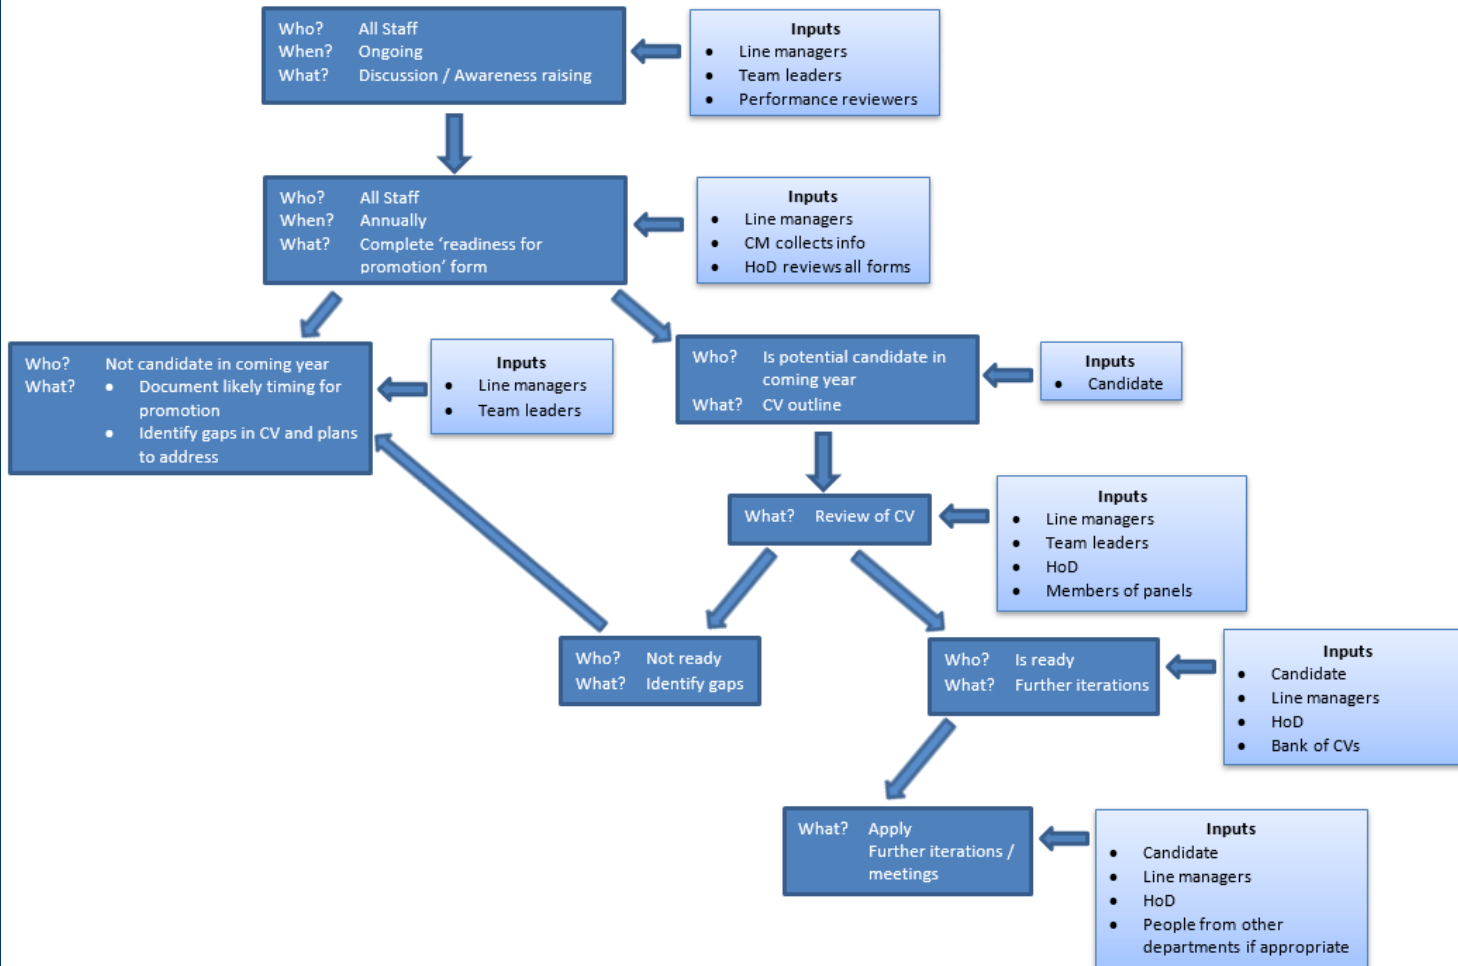 Who? All Staff
When? Ongoing
What? Discussion / Awareness raising
Inputs
• Line managers
• Team leaders
• Performance reviewers
Who? All Staff
When? Annually
What? Complete ‘readiness for
promotion’ form
Inputs
• Line managers
• CM collects info
• HoD reviews all forms
Who? Not candidate in coming year
What? • Document likely timing for
promotion
• Identify gaps in CV and plans
to address
Inputs
• Line managers
• Team leaders
Who? Is potential candidate in
coming year
What? CV outline
Inputs
• Candidate
What? Review of CV
Inputs
• Line managers
• Team leaders
• HoD
• Members of panels
Who? Not ready
What? Identify gaps
Who? Is ready
What? Further iterations
Inputs
• Candidate
• Line managers
• HoD
• Bank of CVs
What? Apply
Further iterations /
meetings
Inputs
• Candidate
• Line managers
• HoD
• People from other
departments if appropriate